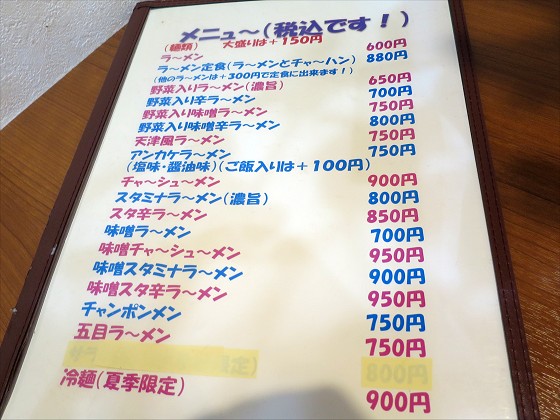 メニュ～(税込です！)
(麺類) 大盛りは＋150円
ラ～メン 600円
ラ～メン定食(ラ～メンとチャ～ハン) 880円
(他のラ～メンは＋300円で定食に出来ます！)
野菜入りラ～メン(濃旨) 650円
野菜入り辛ラ～メン 700円
野菜入り味噌ラ～メン 750円
野菜入り味噌辛ラ～メン 800円
天津風ラ～メン 750円
アンカケラ～メン 750円
(塩味・醤油味)(ご飯入りは＋100円)
チャ～シュ～メン 900円
スタミナラ～メン(濃旨) 800円
スタ辛ラ～メン 850円
味噌ラ～メン 700円
味噌チャ～シュ～メン 950円
味噌スタミナラ～メン 900円
味噌スタ辛ラ～メン 950円
チャンポンメン 750円
五目ラ～メン 750円
定) 800円
冷麺(夏季限定) 900円